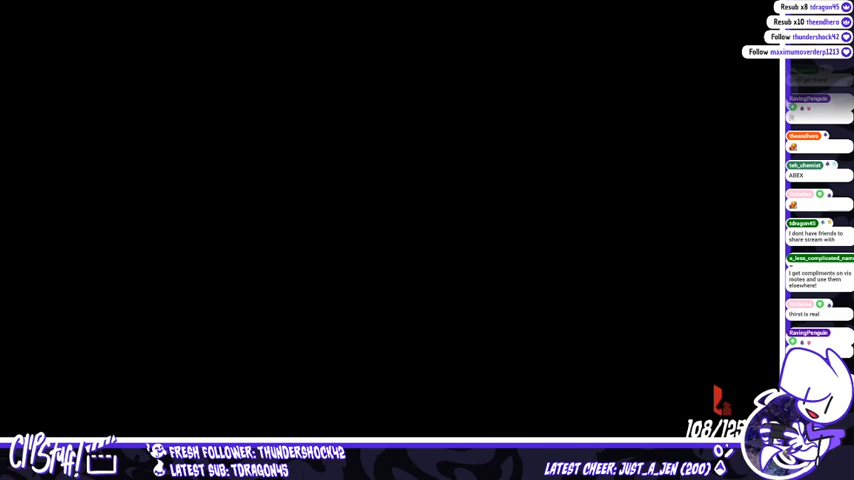 Resub x8 tdragon45
Resub x10 theendhero
Follow thundershock42
Follow maximumoverderp1213
RavingPenguin
theendhero
teh_chemist
ABEX
tdragon45
I dont have friends to
share stream with
a_less_complicated_name
I get compliments on vis
motes and use them
elsewhere!
thirst is real
RavingPenguin
108/125
CLIPStuff!
FRESH FOLLOWER: THUNDERSHOCK42
LATEST SUB: TDRAGON45
LATEST CHEER: JUST_A_JEN (200)